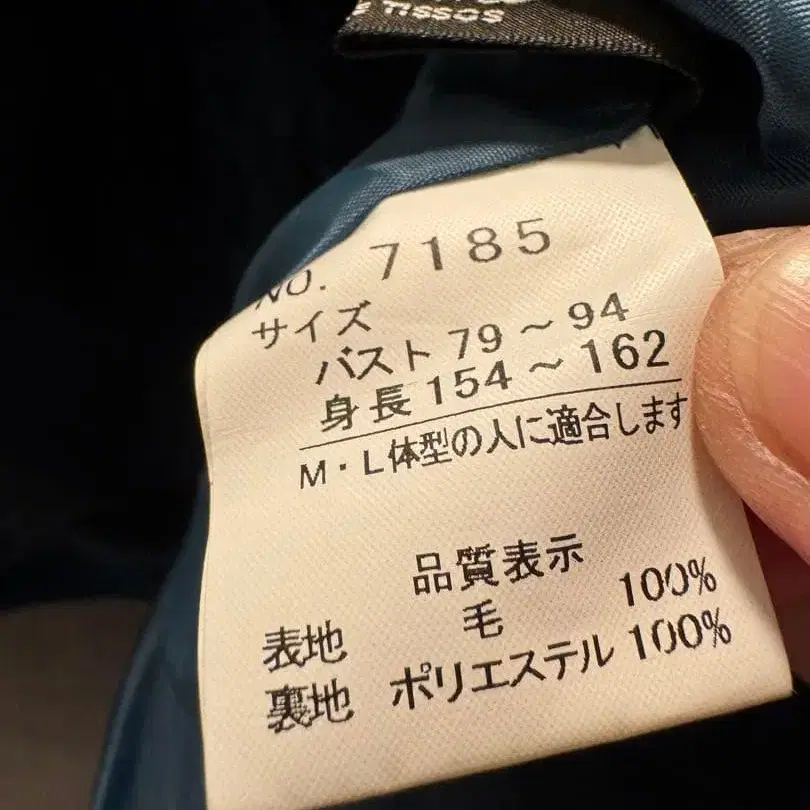 TISSOS
NO. 7185
サイズ
バスト 79～94
身長 154～162
M・L体型の人に適合します
品質表示
表地 毛 100%
裏地 ポリエステル 100%